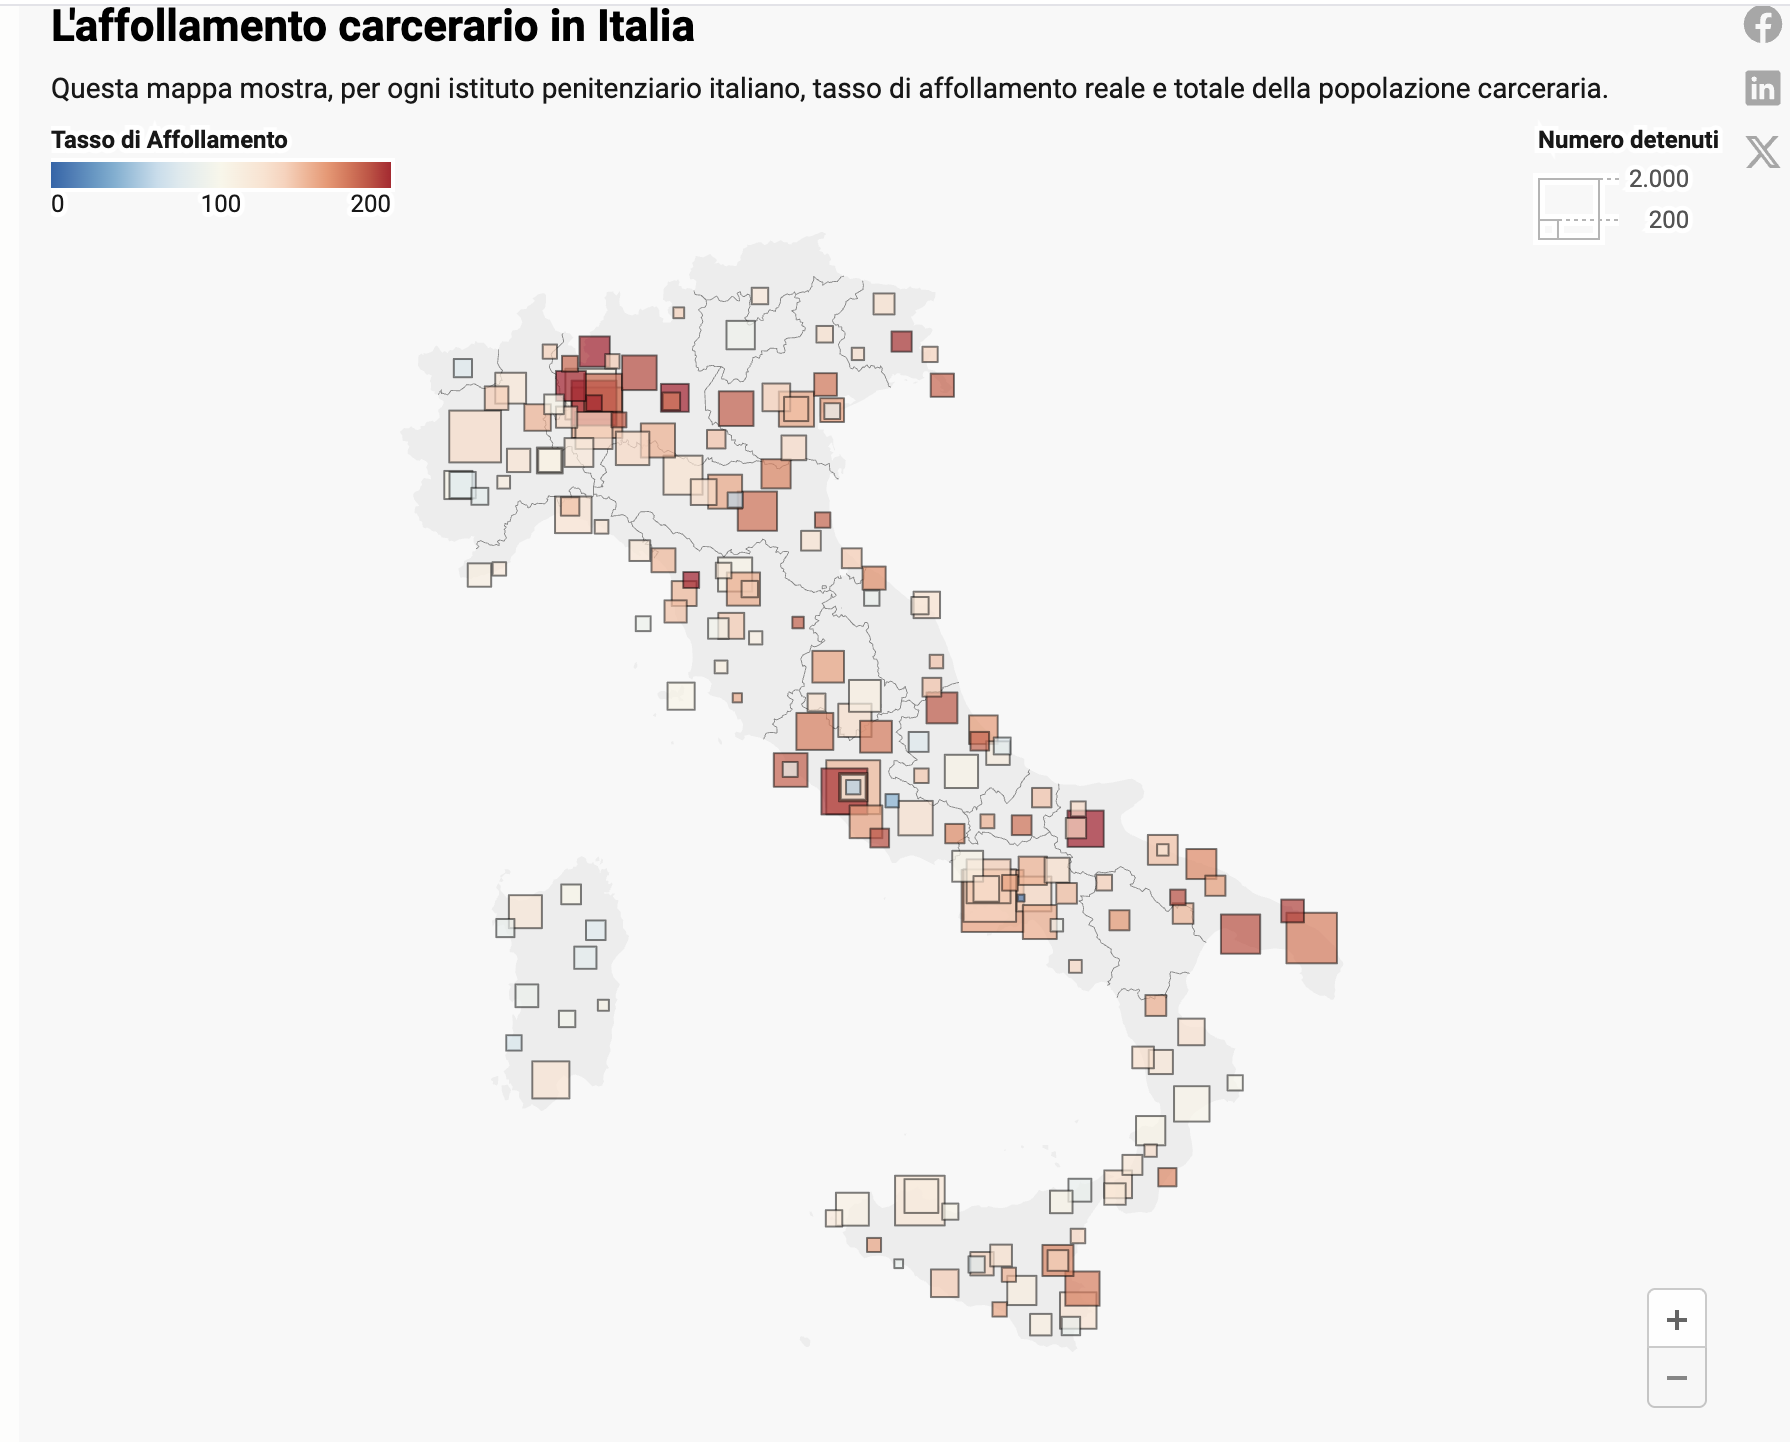 L'affollamento carcerario in Italia
Questa mappa mostra, per ogni istituto penitenziario italiano, tasso di affollamento reale e totale della popolazione carceraria.
Tasso di Affollamento
0 100 200
Numero detenuti
2.000
200
+
−